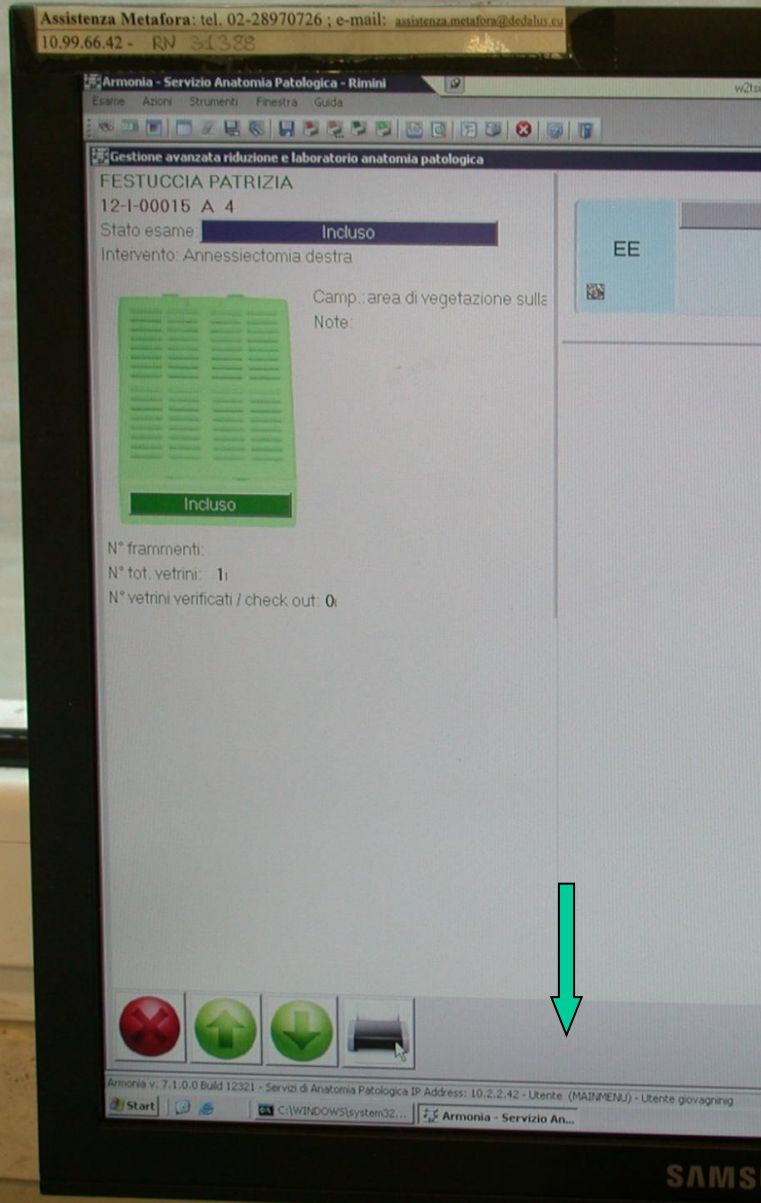 Assistenza Metafora: tel. 02-28970726 ; e-mail: assistenza.metafora@dedalus.eu
10.99.66.42 - RN 31388
Armonia - Servizio Anatomia Patologica - Rimini
Esame Azioni Strumenti Finestra Guida
Gestione avanzata riduzione e laboratorio anatomia patologica
FESTUCCIA PATRIZIA
12-I-00015 A 4
Stato esame: Incluso
Intervento: Annessiectomia destra
EE
Camp.: area di vegetazione sulla
Note:
Incluso
N° frammenti:
N° tot. vetrini: 1
N° vetrini verificati / check out: 0
Armonia v. 7.1.0.0 Build 12321 - Servizi di Anatomia Patologica IP Address: 10.2.2.42 - Utente (MAINMENU) - Utente giovagninig
Start C:\WINDOWS\system32... Armonia - Servizio An...